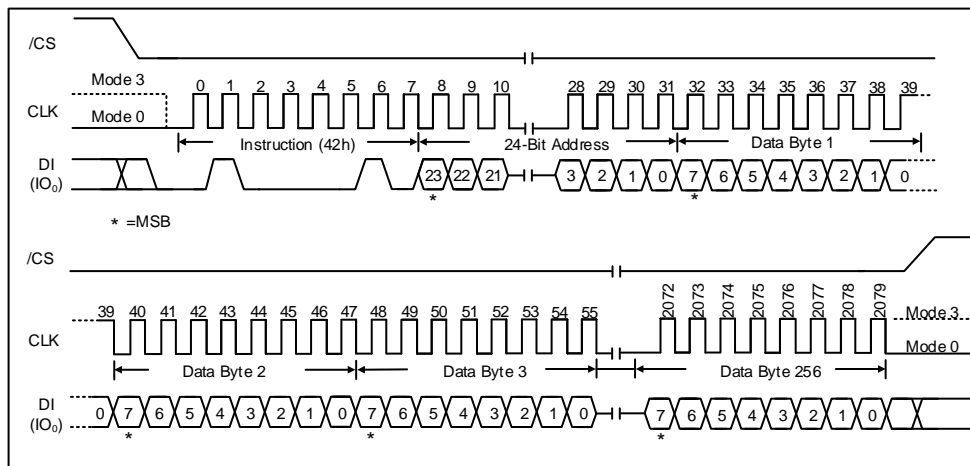 /CS
Mode 3
0 1 2 3 4 5 6 7 8 9 10 28 29 30 31 32 33 34 35 36 37 38 39
CLK
Mode 0
Instruction (42h) 24-Bit Address Data Byte 1
DI
(IO₀)
23 22 21 3 2 1 0 7 6 5 4 3 2 1 0
* *
* =MSB
/CS
39 40 41 42 43 44 45 46 47 48 49 50 51 52 53 54 55 2072 2073 2074 2075 2076 2077 2078 2079
Mode 3
CLK
Mode 0
Data Byte 2 Data Byte 3 Data Byte 256
DI
(IO₀)
0 7 6 5 4 3 2 1 0 7 6 5 4 3 2 1 0 7 6 5 4 3 2 1 0
* * *